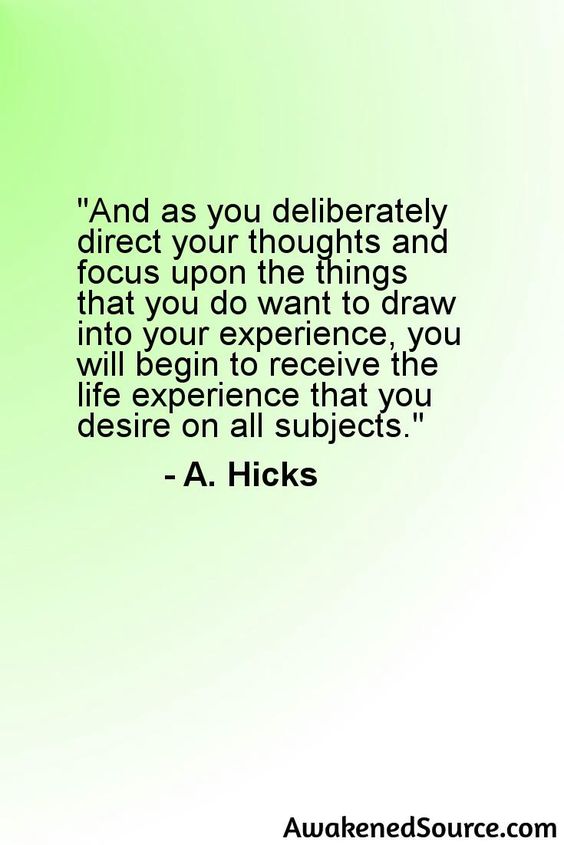 "And as you deliberately
direct your thoughts and
focus upon the things
that you do want to draw
into your experience, you
will begin to receive the
life experience that you
desire on all subjects."
- A. Hicks
AwakenedSource.com